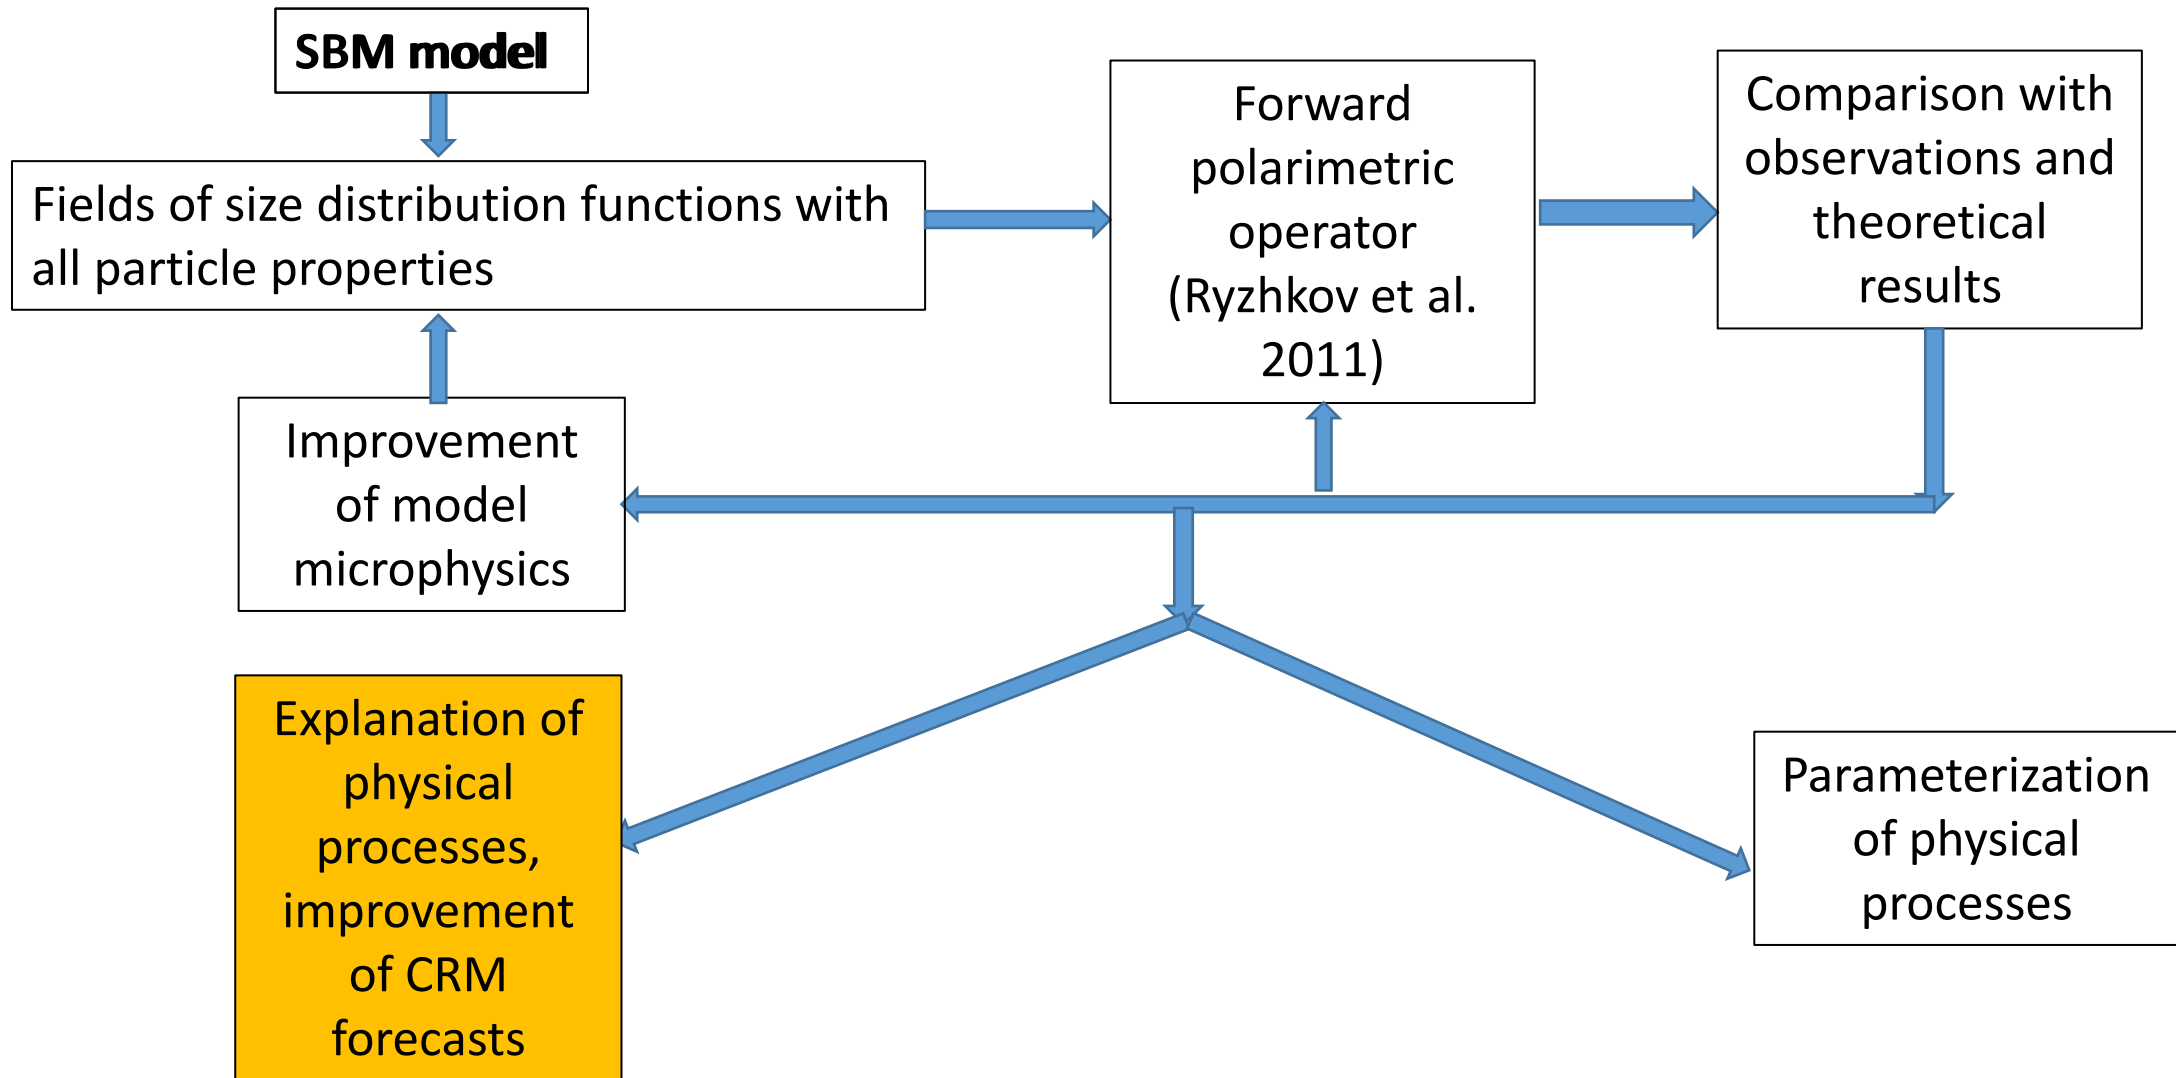 SBM model
Fields of size distribution functions with
all particle properties
Forward
polarimetric
operator
(Ryzhkov et al.
2011)
Comparison with
observations and
theoretical
results
Improvement
of model
microphysics
Explanation of
physical
processes,
improvement
of CRM
forecasts
Parameterization
of physical
processes